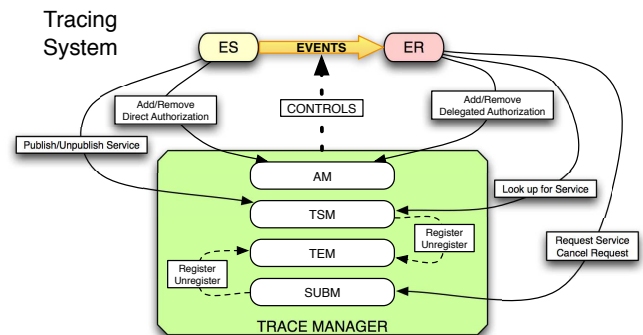 Tracing
System
ES
EVENTS
ER
Add/Remove
Direct Authorization
CONTROLS
Add/Remove
Delegated Authorization
Publish/Unpublish Service
AM
Look up for Service
TSM
Register
Unregister
Request Service
Cancel Request
TEM
Register
Unregister
SUBM
TRACE MANAGER